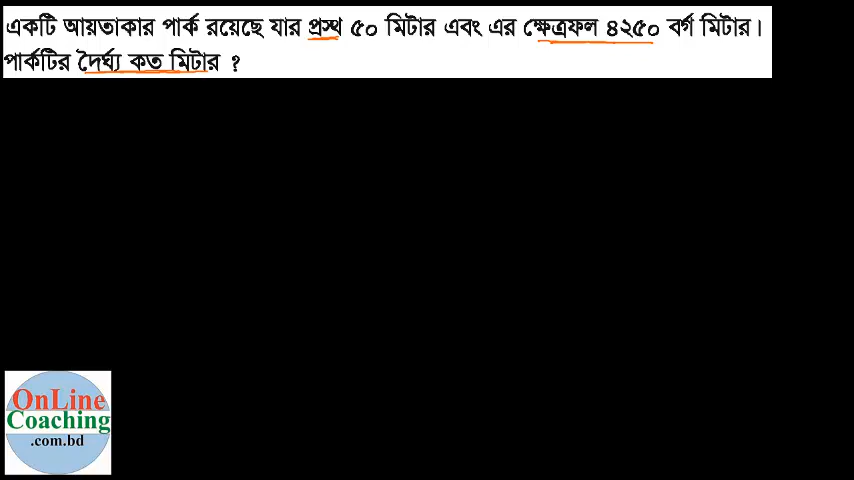 একটি আয়তাকার পার্ক রয়েছে যার প্রস্থ ৫০ মিটার এবং এর ক্ষেত্রফল ৪২৫০ বর্গ মিটার।
পার্কটির দৈর্ঘ্য কত মিটার ?
OnLine
Coaching
.com.bd